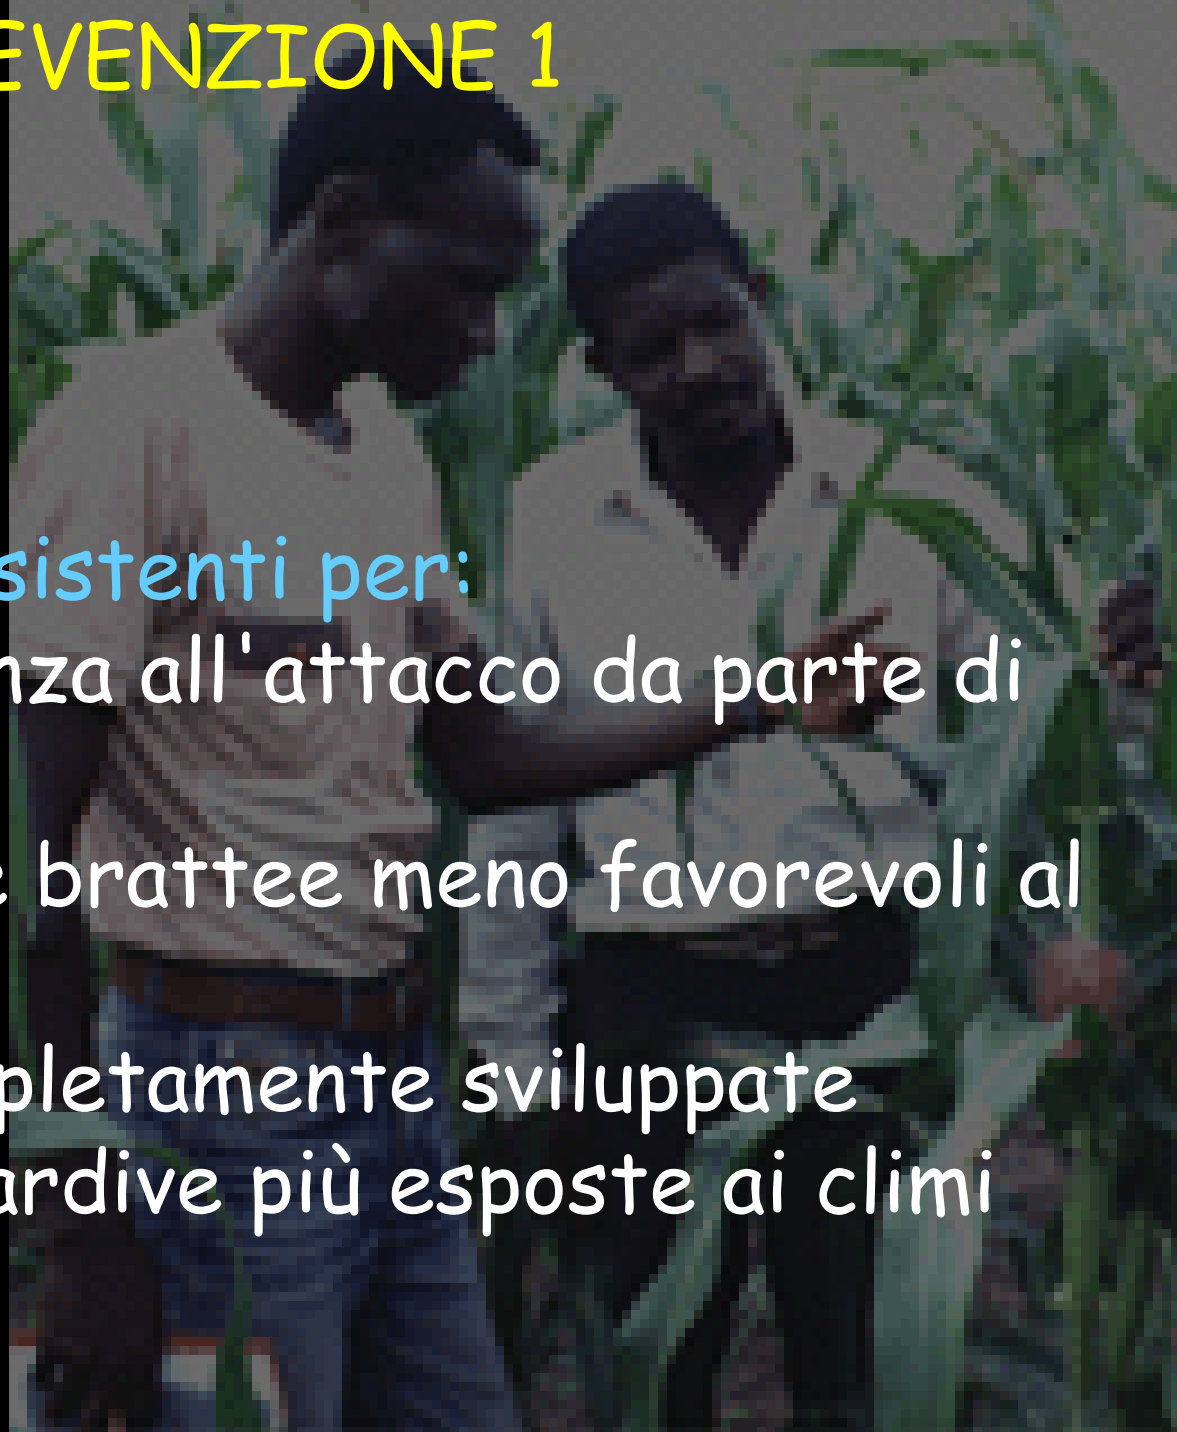 EVENZIONE 1
sistenti per:
nza all'attacco da parte di
e brattee meno favorevoli al
pletamente sviluppate
ardive più esposte ai climi